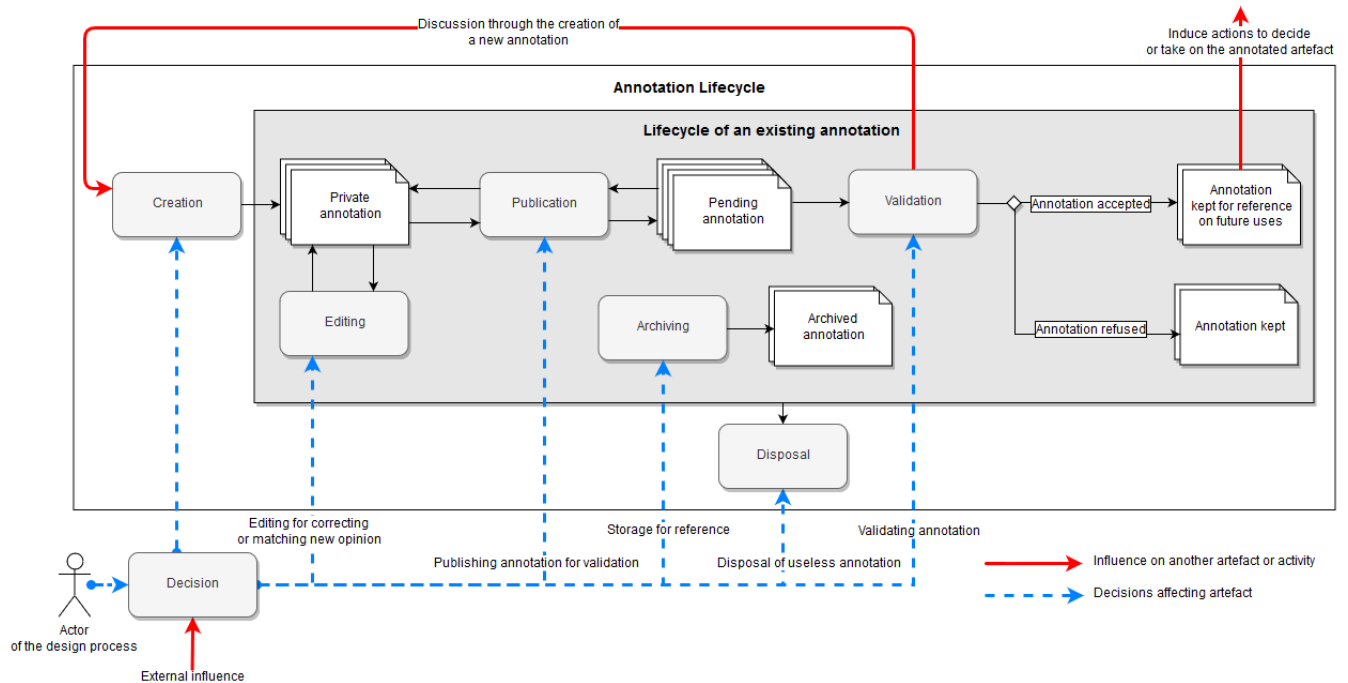 Discussion through the creation of
a new annotation
Induce actions to decide
or take on the annotated artefact
Annotation Lifecycle
Lifecycle of an existing annotation
Creation
Private
annotation
Publication
Pending
annotation
Validation
Annotation accepted
Annotation
kept for reference
on future uses
Editing
Archiving
Archived
annotation
Annotation refused
Annotation kept
Disposal
Editing for correcting
or matching new opinion
Storage for reference
Validating annotation
Publishing annotation for validation
Disposal of useless annotation
Decision
Actor
of the design process
External influence
Influence on another artefact or activity
Decisions affecting artefact